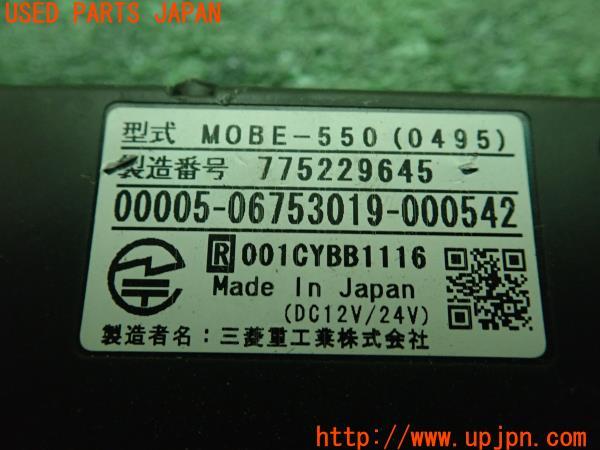 USED PARTS JAPAN
型式 MOBE-550(0495)
製造番号 775229645
00005-06753019-000542
R 001CYBB1116
Made In Japan
(DC12V/24V)
製造者名:三菱重工業株式会社
http://www.upjpn.com/